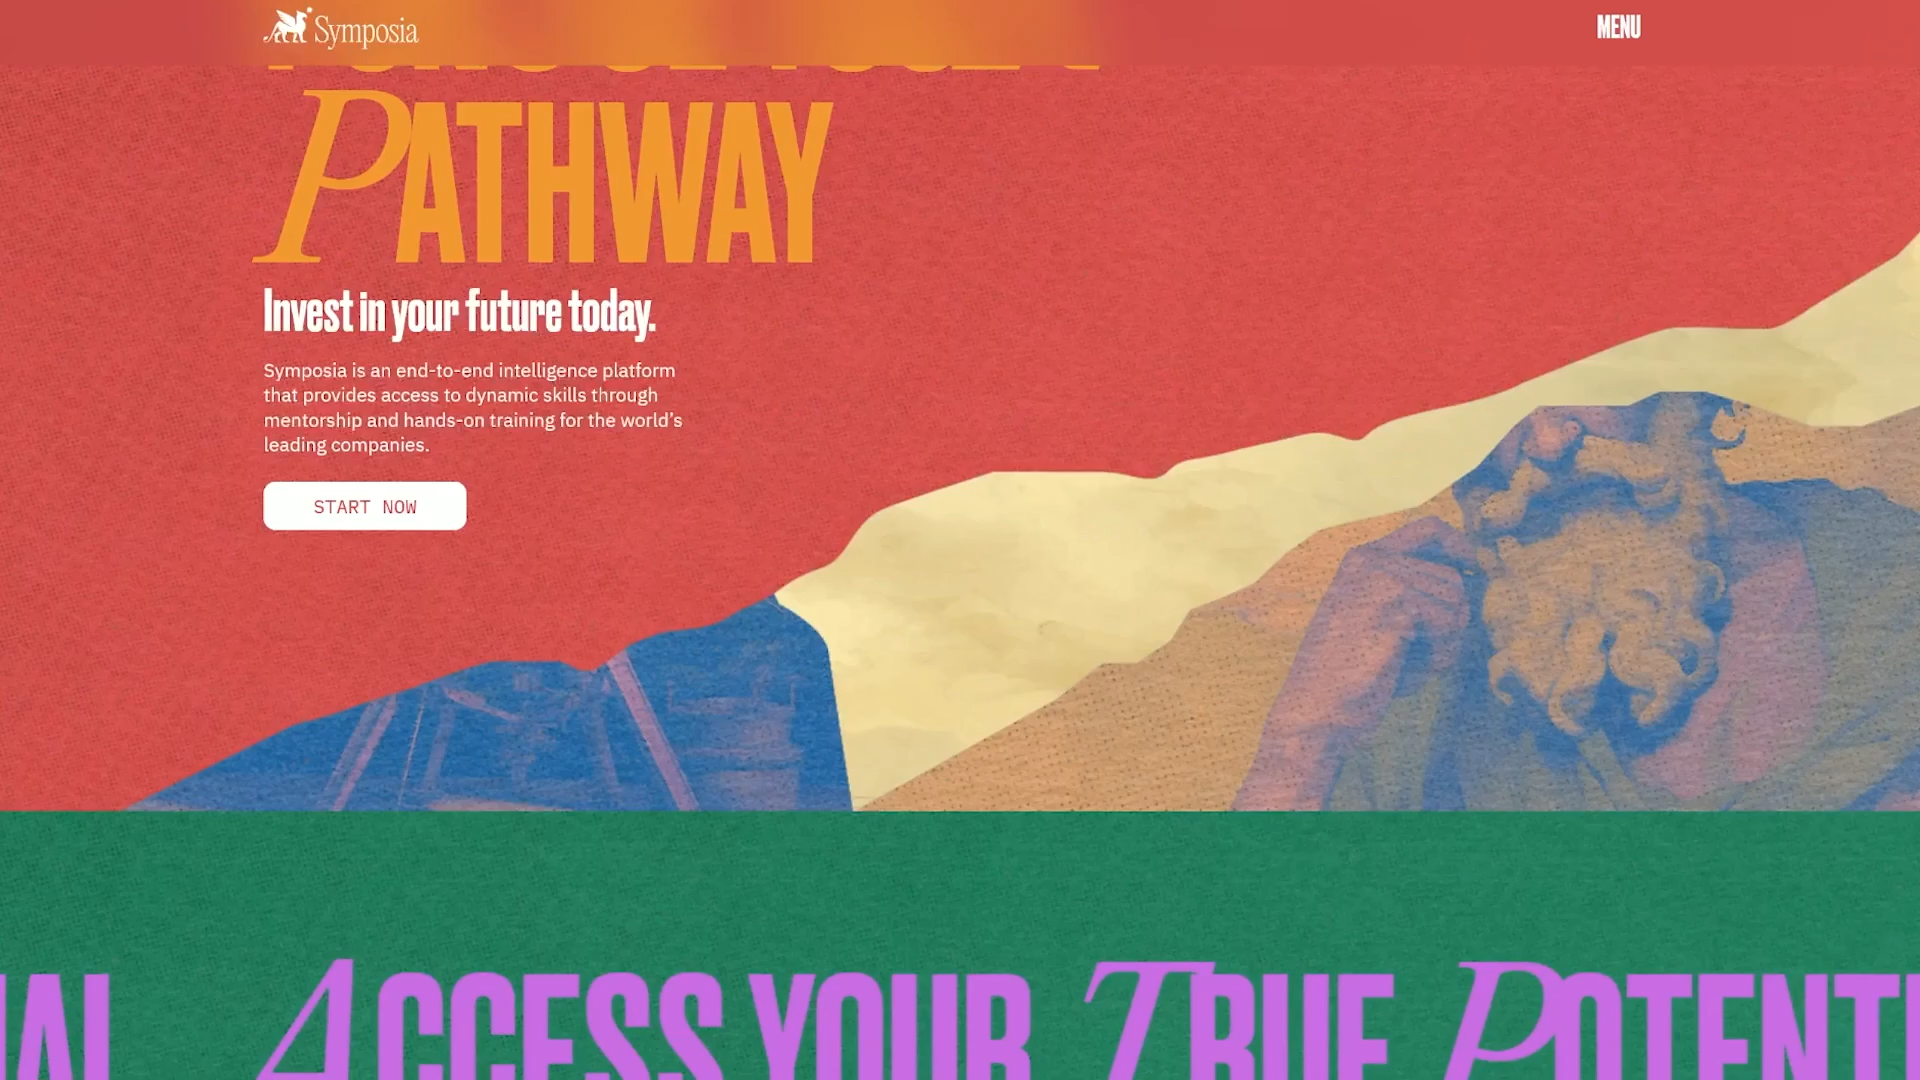 Symposia
MENU
PATHWAY
Invest in your future today.
Symposia is an end-to-end intelligence platform
that provides access to dynamic skills through
mentorship and hands-on training for the world's
leading companies.
START NOW
ACCESS YOUR TRUE